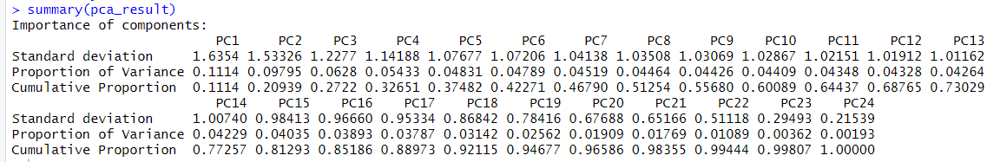 > summary(pca_result)
Importance of components:
                          PC1     PC2    PC3     PC4     PC5     PC6     PC7     PC8     PC9    PC10    PC11    PC12    PC13
Standard deviation     1.6354 1.53326 1.2277 1.14188 1.07677 1.07206 1.04138 1.03508 1.03069 1.02867 1.02151 1.01912 1.01162
Proportion of Variance 0.1114 0.09795 0.0628 0.05433 0.04831 0.04789 0.04519 0.04464 0.04426 0.04409 0.04348 0.04328 0.04264
Cumulative Proportion  0.1114 0.20939 0.2722 0.32651 0.37482 0.42271 0.46790 0.51254 0.55680 0.60089 0.64437 0.68765 0.73029
                          PC14    PC15    PC16    PC17    PC18    PC19    PC20    PC21    PC22    PC23    PC24
Standard deviation     1.00740 0.98413 0.96660 0.95334 0.86842 0.78416 0.67688 0.65166 0.51118 0.29493 0.21539
Proportion of Variance 0.04229 0.04035 0.03893 0.03787 0.03142 0.02562 0.01909 0.01769 0.01089 0.00362 0.00193
Cumulative Proportion  0.77257 0.81293 0.85186 0.88973 0.92115 0.94677 0.96586 0.98355 0.99444 0.99807 1.00000